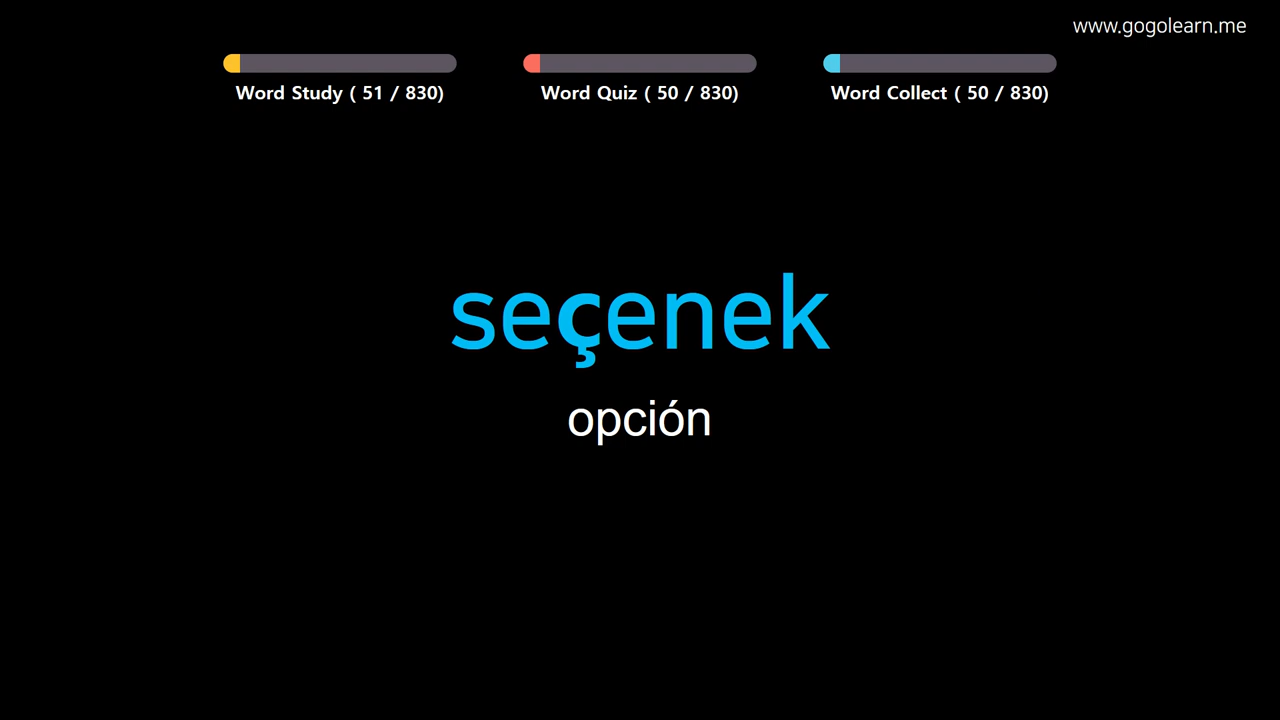 www.gogolearn.me
Word Study ( 51 / 830)
Word Quiz ( 50 / 830)
Word Collect ( 50 / 830)
seçenek
opción